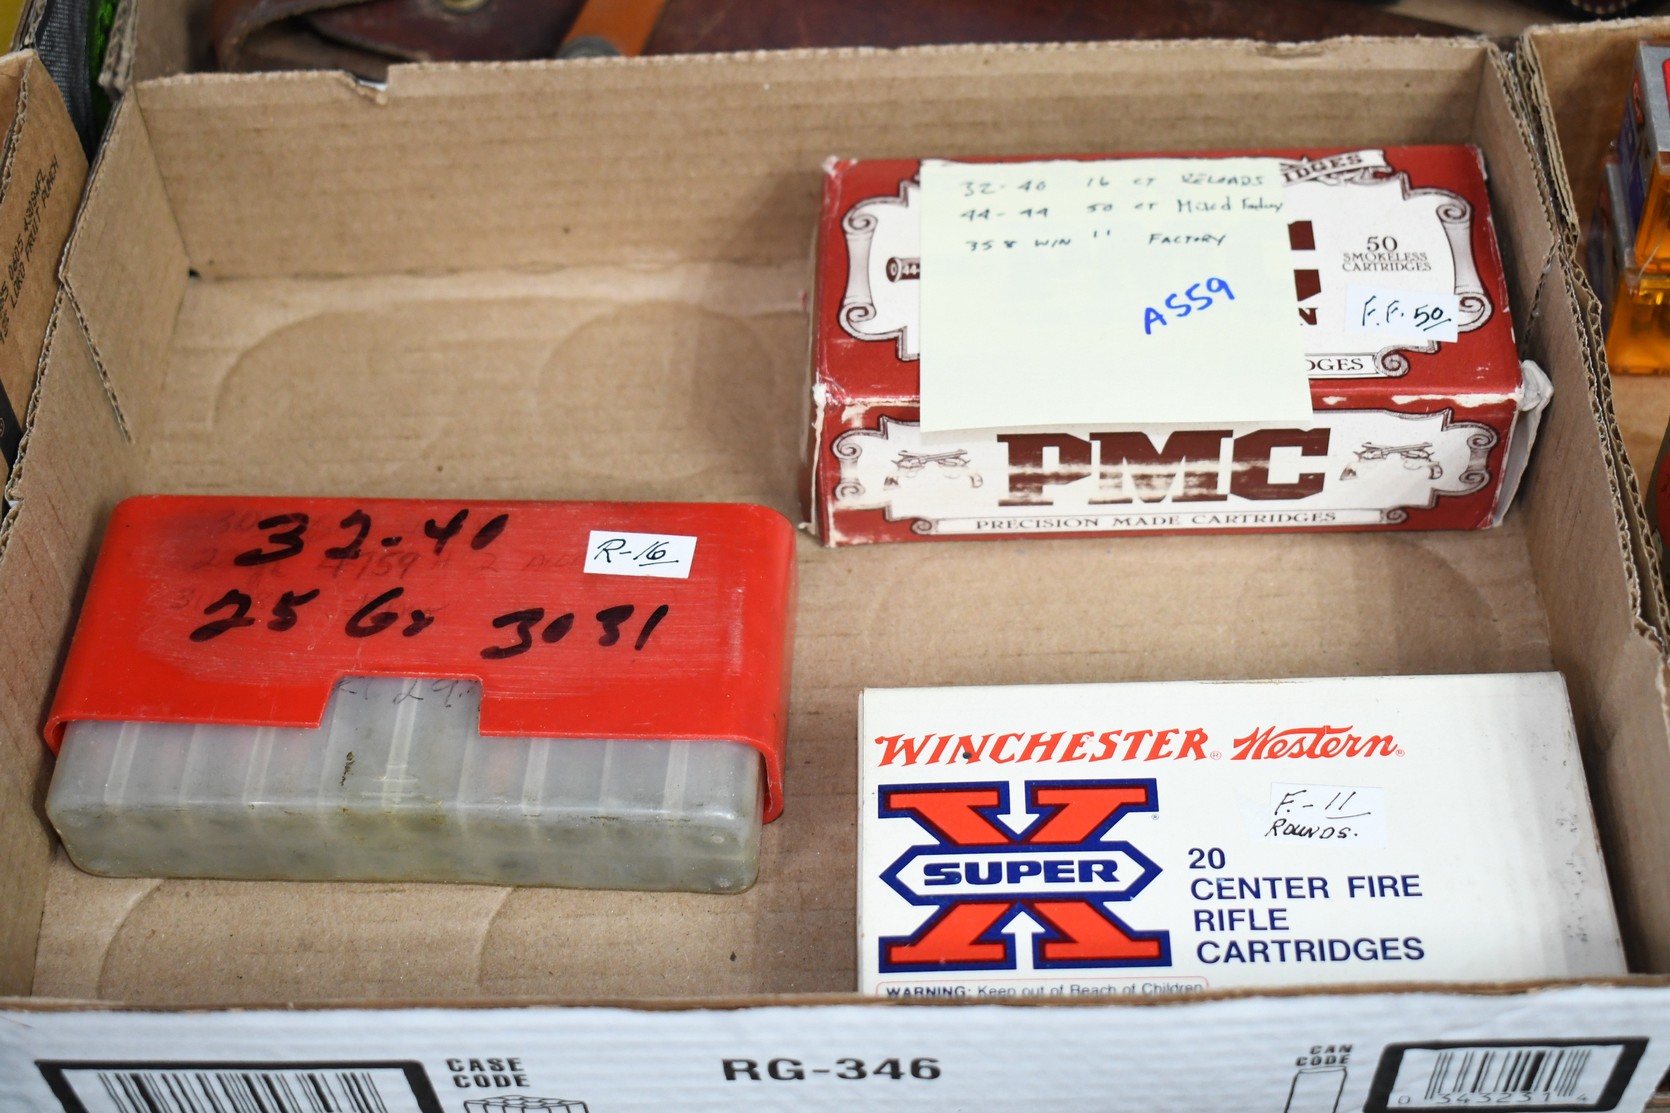 32-40 16 ct RELOADS
44-44 50 ct Mixed Factory
358 WIN 11 FACTORY
A559
50
SMOKELESS
CARTRIDGES
F.F. 50
PMC
PRECISION MADE CARTRIDGES
32-40
R-16
25 Gr 3031
WINCHESTER Western
SUPER X
F.-11
ROUNDS.
20
CENTER FIRE
RIFLE
CARTRIDGES
WARNING: Keep out of Reach of Children
CASE
CODE
RG-346
CAN
CODE